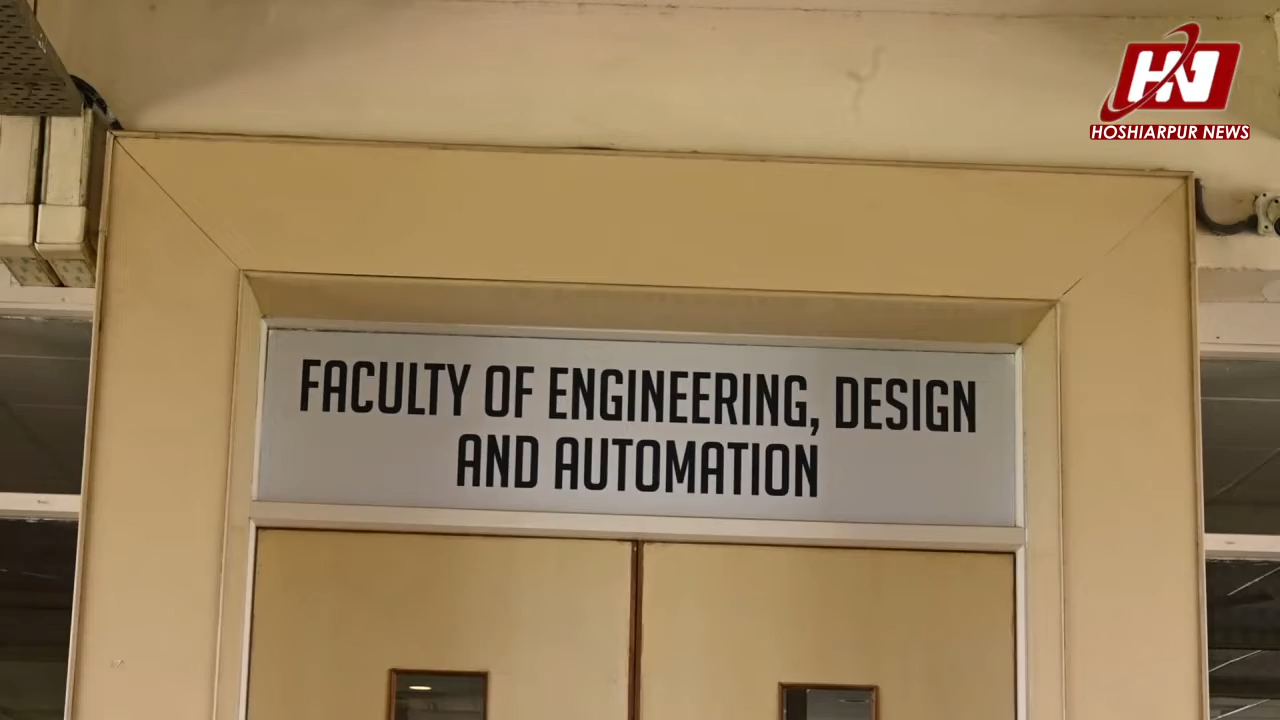 HN
HOSHIARPUR NEWS
FACULTY OF ENGINEERING, DESIGN
AND AUTOMATION